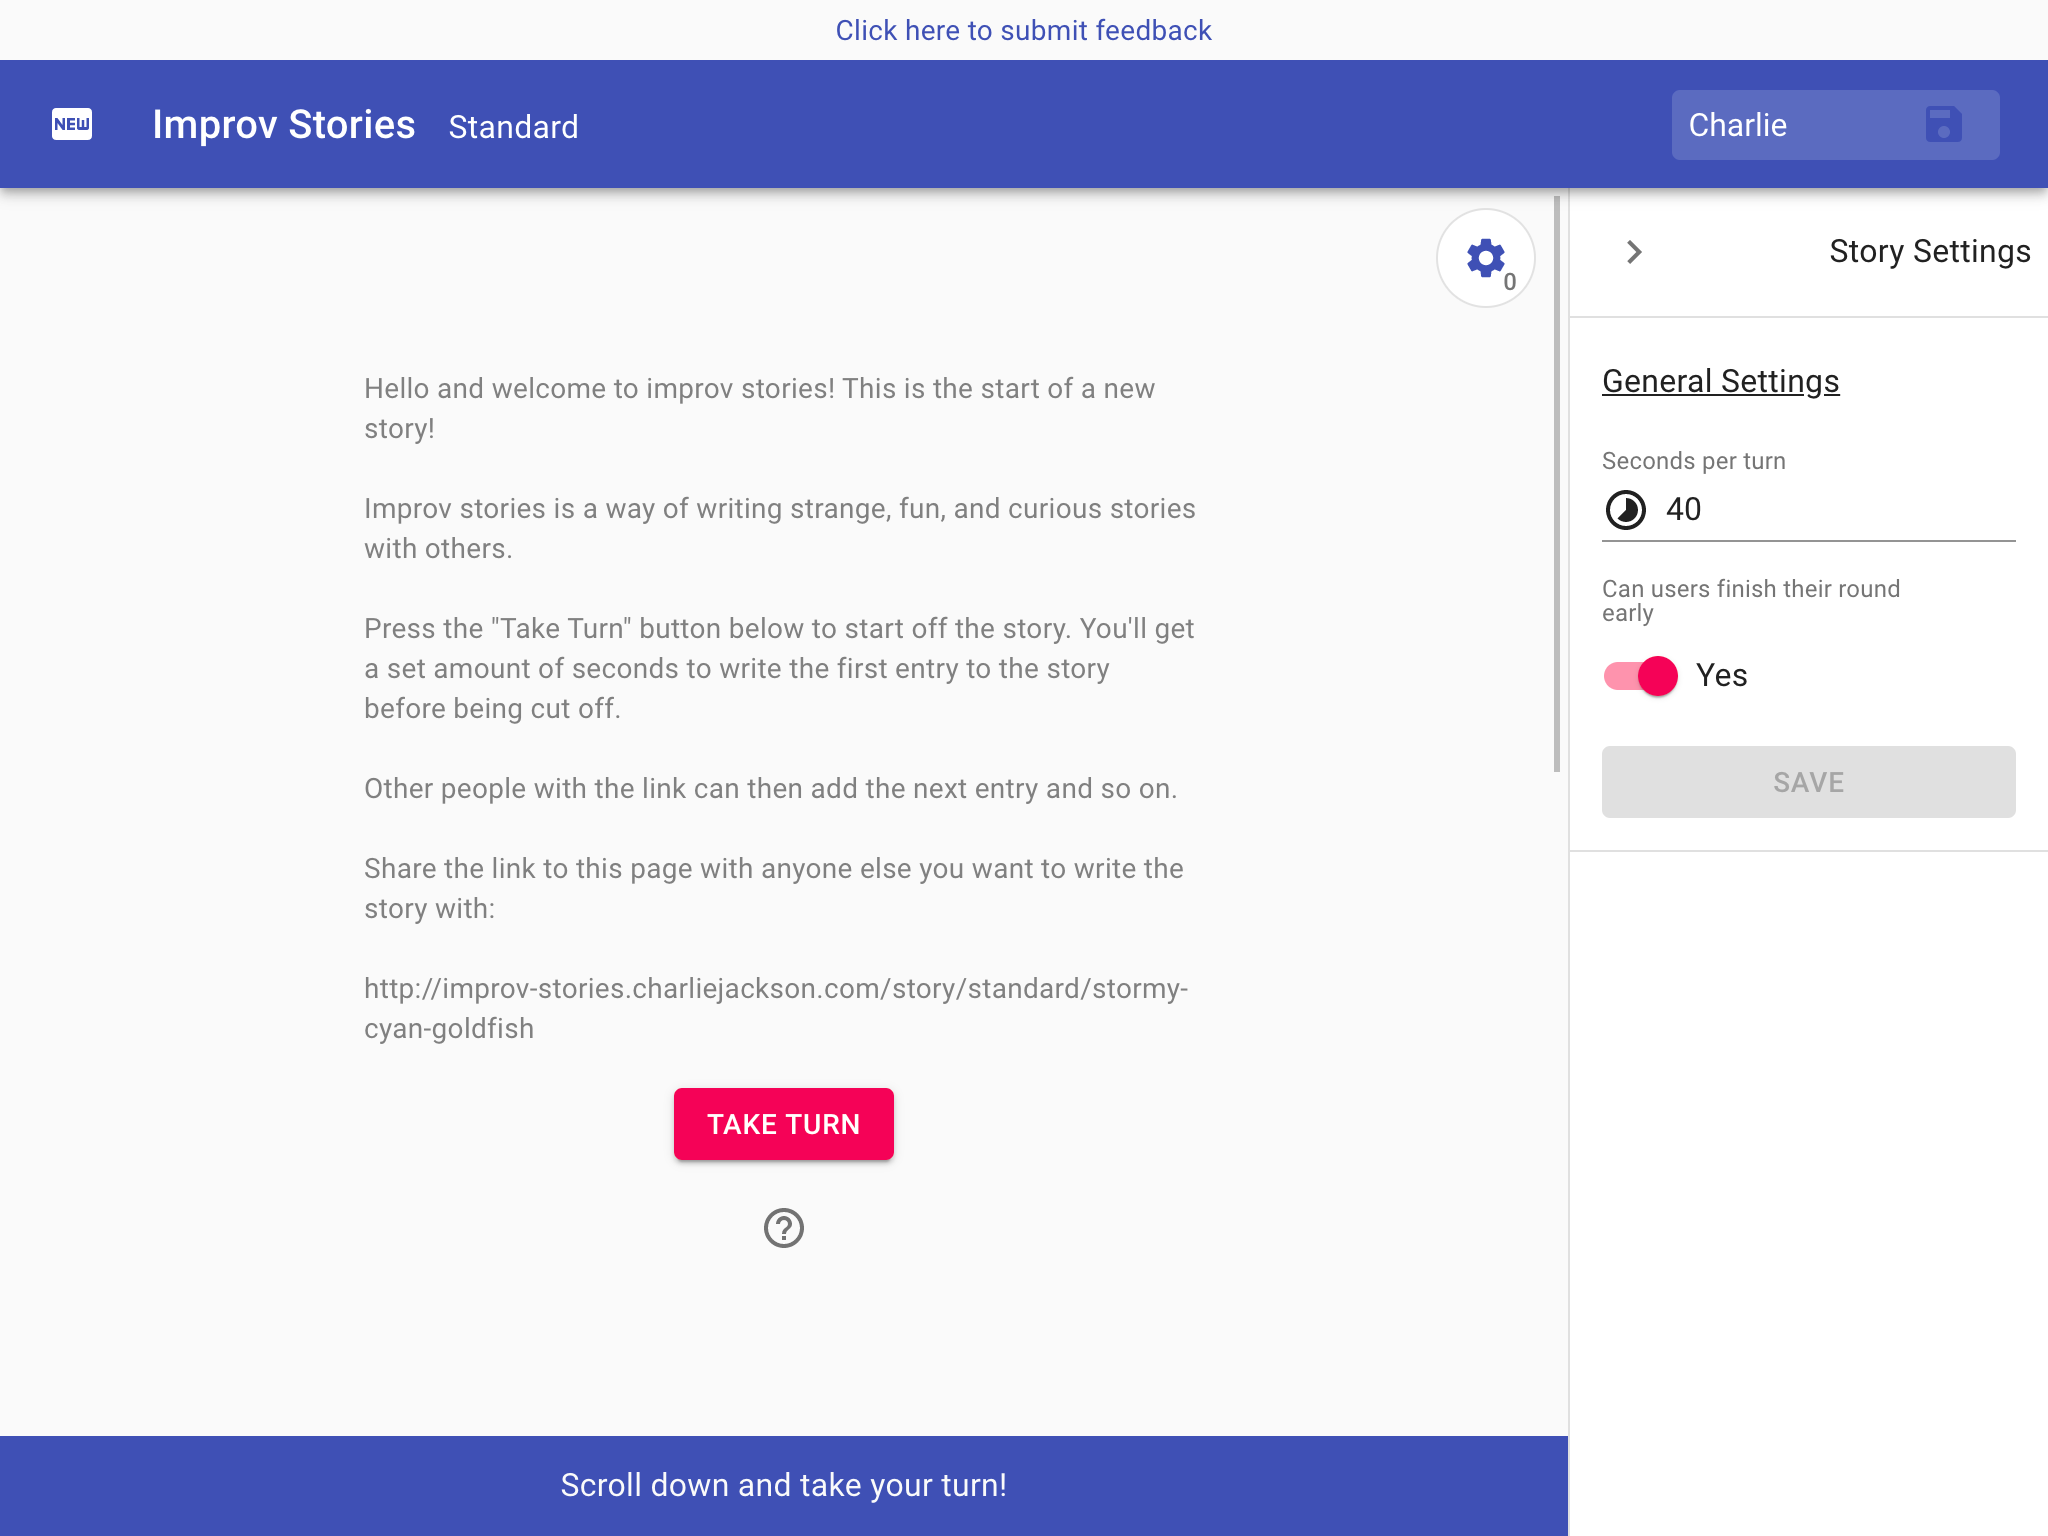 Click here to submit feedback
NEW
Improv Stories Standard
Charlie
0
Story Settings
Hello and welcome to improv stories! This is the start of a new
story!
Improv stories is a way of writing strange, fun, and curious stories
with others.
Press the "Take Turn" button below to start off the story. You'll get
a set amount of seconds to write the first entry to the story
before being cut off.
Other people with the link can then add the next entry and so on.
Share the link to this page with anyone else you want to write the
story with:
http://improv-stories.charliejackson.com/story/standard/stormy-
cyan-goldfish
TAKE TURN
?
Scroll down and take your turn!
General Settings
Seconds per turn
40
Can users finish their round
early
Yes
SAVE